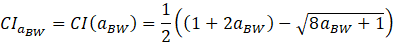 CI_{a_{BW}} = CI(a_{BW}) = \frac{1}{2}\left((1 + 2a_{BW}) - \sqrt{8a_{BW} + 1}\right)